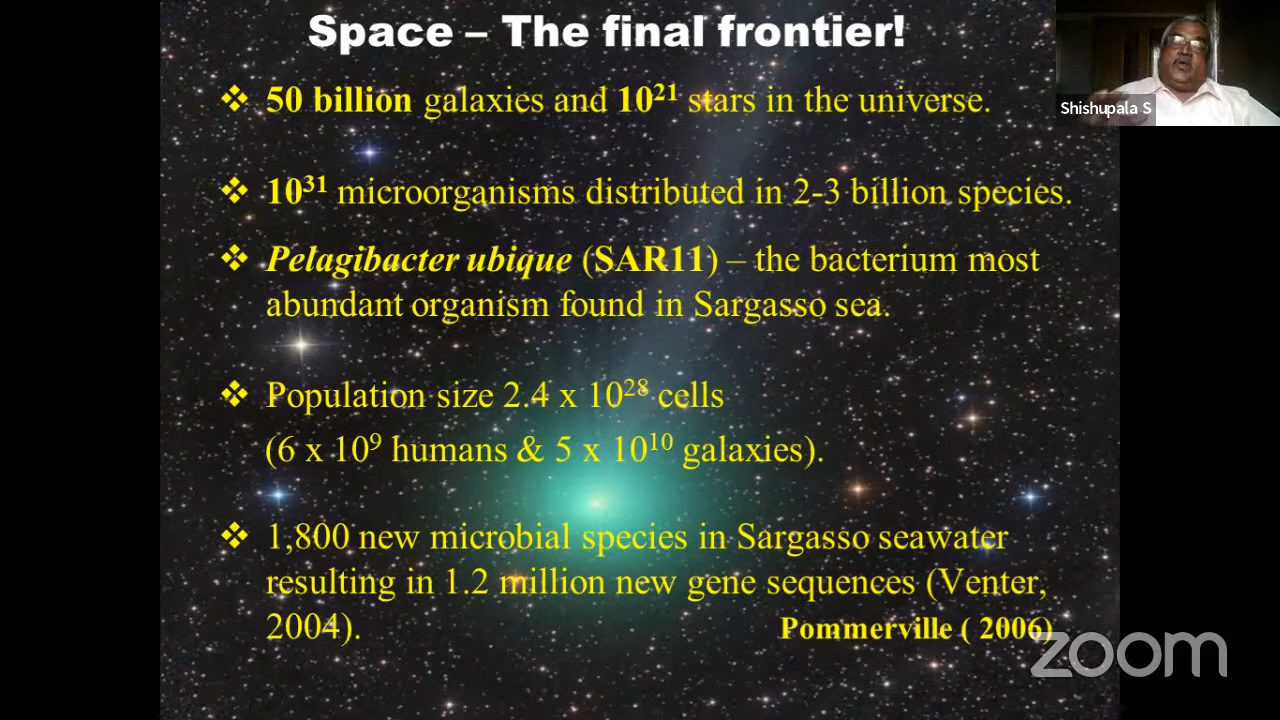 Space – The final frontier!
❖ 50 billion galaxies and 10²¹ stars in the universe.
Shishupala S
❖ 10³¹ microorganisms distributed in 2-3 billion species.
❖ Pelagibacter ubique (SAR11) – the bacterium most
abundant organism found in Sargasso sea.
❖ Population size 2.4 x 10²⁸ cells
(6 x 10⁹ humans & 5 x 10¹⁰ galaxies).
❖ 1,800 new microbial species in Sargasso seawater
resulting in 1.2 million new gene sequences (Venter,
2004).
Pommerville ( 2006)
zoom